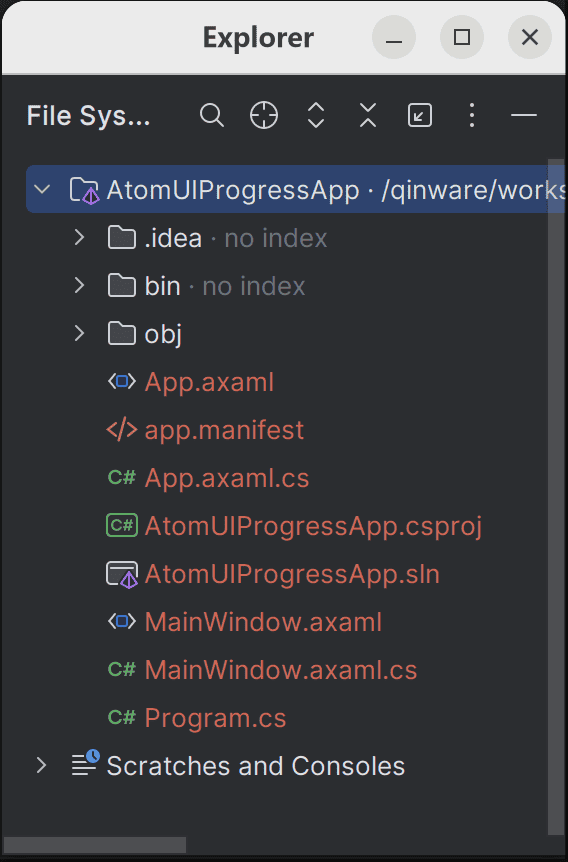 Explorer
File Sys...
AtomUIProgressApp · /qinware/works
.idea · no index
bin · no index
obj
App.axaml
</> app.manifest
C# App.axaml.cs
C# AtomUIProgressApp.csproj
AtomUIProgressApp.sln
MainWindow.axaml
C# MainWindow.axaml.cs
C# Program.cs
Scratches and Consoles